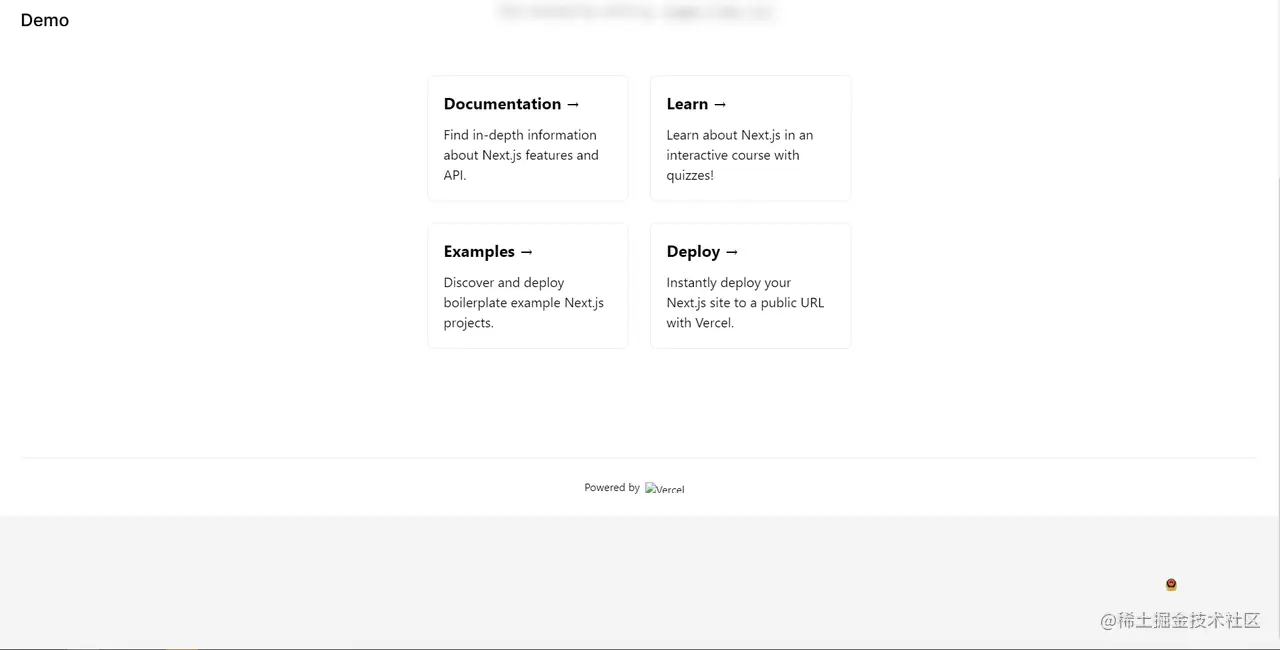 Demo
Documentation →
Find in-depth information
about Next.js features and
API.
Learn →
Learn about Next.js in an
interactive course with
quizzes!
Examples →
Discover and deploy
boilerplate example Next.js
projects.
Deploy →
Instantly deploy your
Next.js site to a public URL
with Vercel.
Powered by Vercel
@稀土掘金技术社区